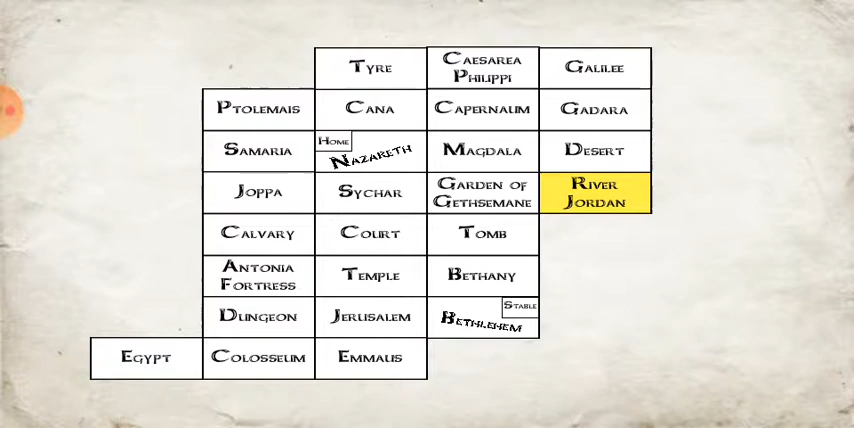 Tyre
Caesarea
Philippi
Galilee
Ptolemais
Cana
Capernaum
Gadara
Samaria
Home
Nazareth
Magdala
Desert
Joppa
Sychar
Garden of
Gethsemane
River
Jordan
Calvary
Court
Tomb
Antonia
Fortress
Temple
Bethany
Dungeon
Jerusalem
Stable
Bethlehem
Egypt
Colosseum
Emmaus